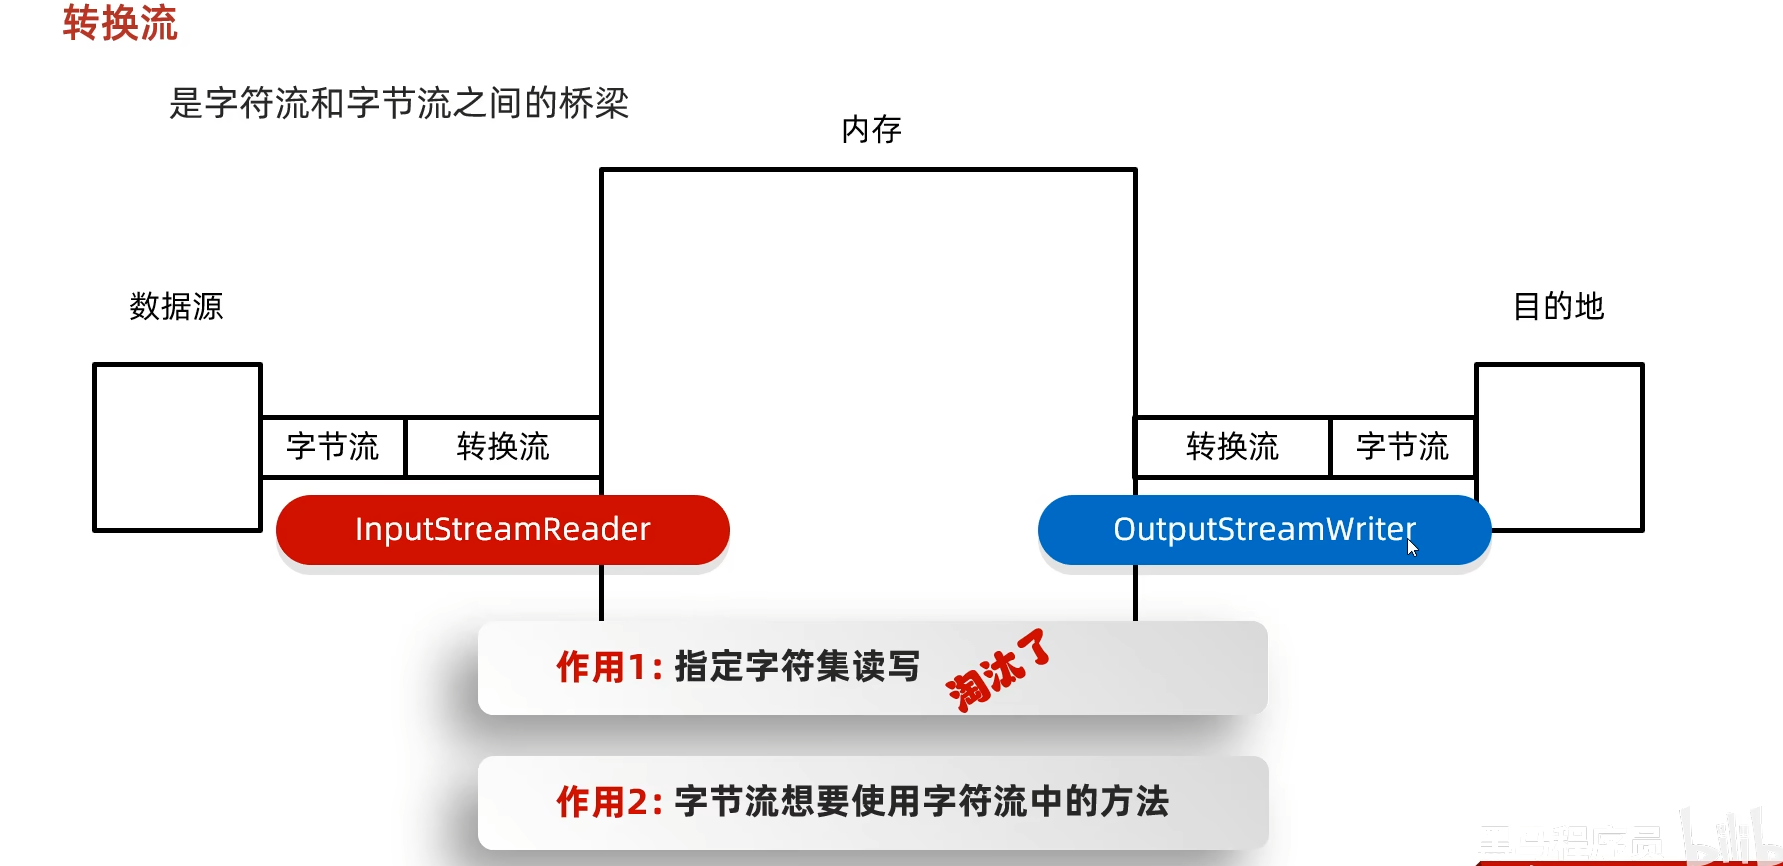 转换流
是字符流和字节流之间的桥梁
内存
数据源
目的地
字节流
转换流
转换流
字节流
InputStreamReader
OutputStreamWriter
作用1：指定字符集读写
淘汰了
作用2：字节流想要使用字符流中的方法